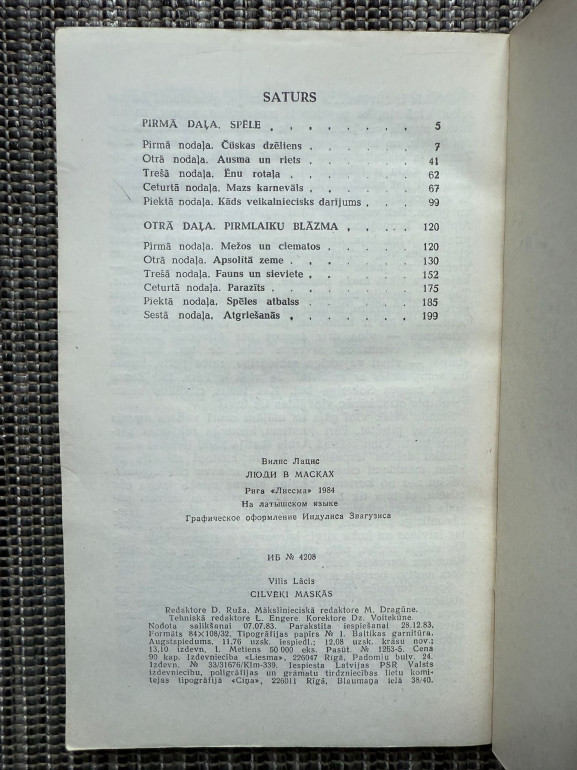 SATURS
PIRMĀ DAĻA. SPĒLE . . . . . . . . 5
Pirmā nodaļa. Čūskas dzēliens . . . . . 7
Otrā nodaļa. Ausma un riets . . . . . . 41
Trešā nodaļa. Ēnu rotaļa . . . . . . . 62
Ceturtā nodaļa. Mazs karnevāls . . . . . 67
Piektā nodaļa. Kāds veikalniecisks darījums . . . 99
OTRĀ DAĻA. PIRMLAIKU BLĀZMA . . . . 120
Pirmā nodaļa. Mežos un ciematos . . . . 120
Otrā nodaļa. Apsolītā zeme . . . . . . 130
Trešā nodaļa. Fauns un sieviete . . . . . 152
Ceturtā nodaļa. Parazīts . . . . . . . 175
Piektā nodaļa. Spēles atbalss . . . . . 185
Sestā nodaļa. Atgriešanās . . . . . . 199
Вилис Лацис
ЛЮДИ В МАСКАХ
Рига «Лиесма» 1984
На латышском языке
Графическое оформление Индулиса Звагузиса
ИБ № 4208
Vilis Lācis
CILVĒKI MASKĀS
Redaktore D. Ruža. Mākslinieciskā redaktore M. Dragūne.
Tehniskā redaktore L. Engere. Korektore Dz. Voitekūne.
Nodota salikšanai 07.07.83. Parakstīta iespiešanai 28.12.83.
Formāts 84×108/32. Tipogrāfijas papīrs № 1. Baltikas garnitūra.
Augstspiedums. 11,76 uzsk. iespiedl.; 12,08 uzsk. krāsu nov.;
13,10 izdevn. l. Metiens 50 000 eks. Pasūt. № 1253-5. Cena
90 kap. Izdevniecība «Liesma», 226047 Rīgā, Padomju bulv. 24.
Izdevn. № 33/31676/Klm-339. Iespiesta Latvijas PSR Valsts
izdevniecību, poligrāfijas un grāmatu tirdzniecības lietu komi-
tejas tipogrāfijā «Cīņa», 226011 Rīgā, Blaumaņa ielā 38/40.